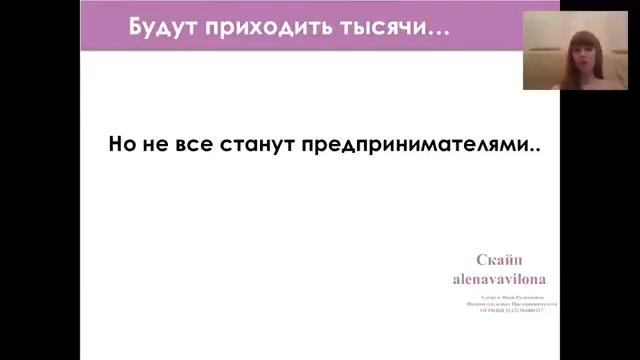 Будут приходить тысячи...
Но не все станут предпринимателями..
Скайп
alenavavilona